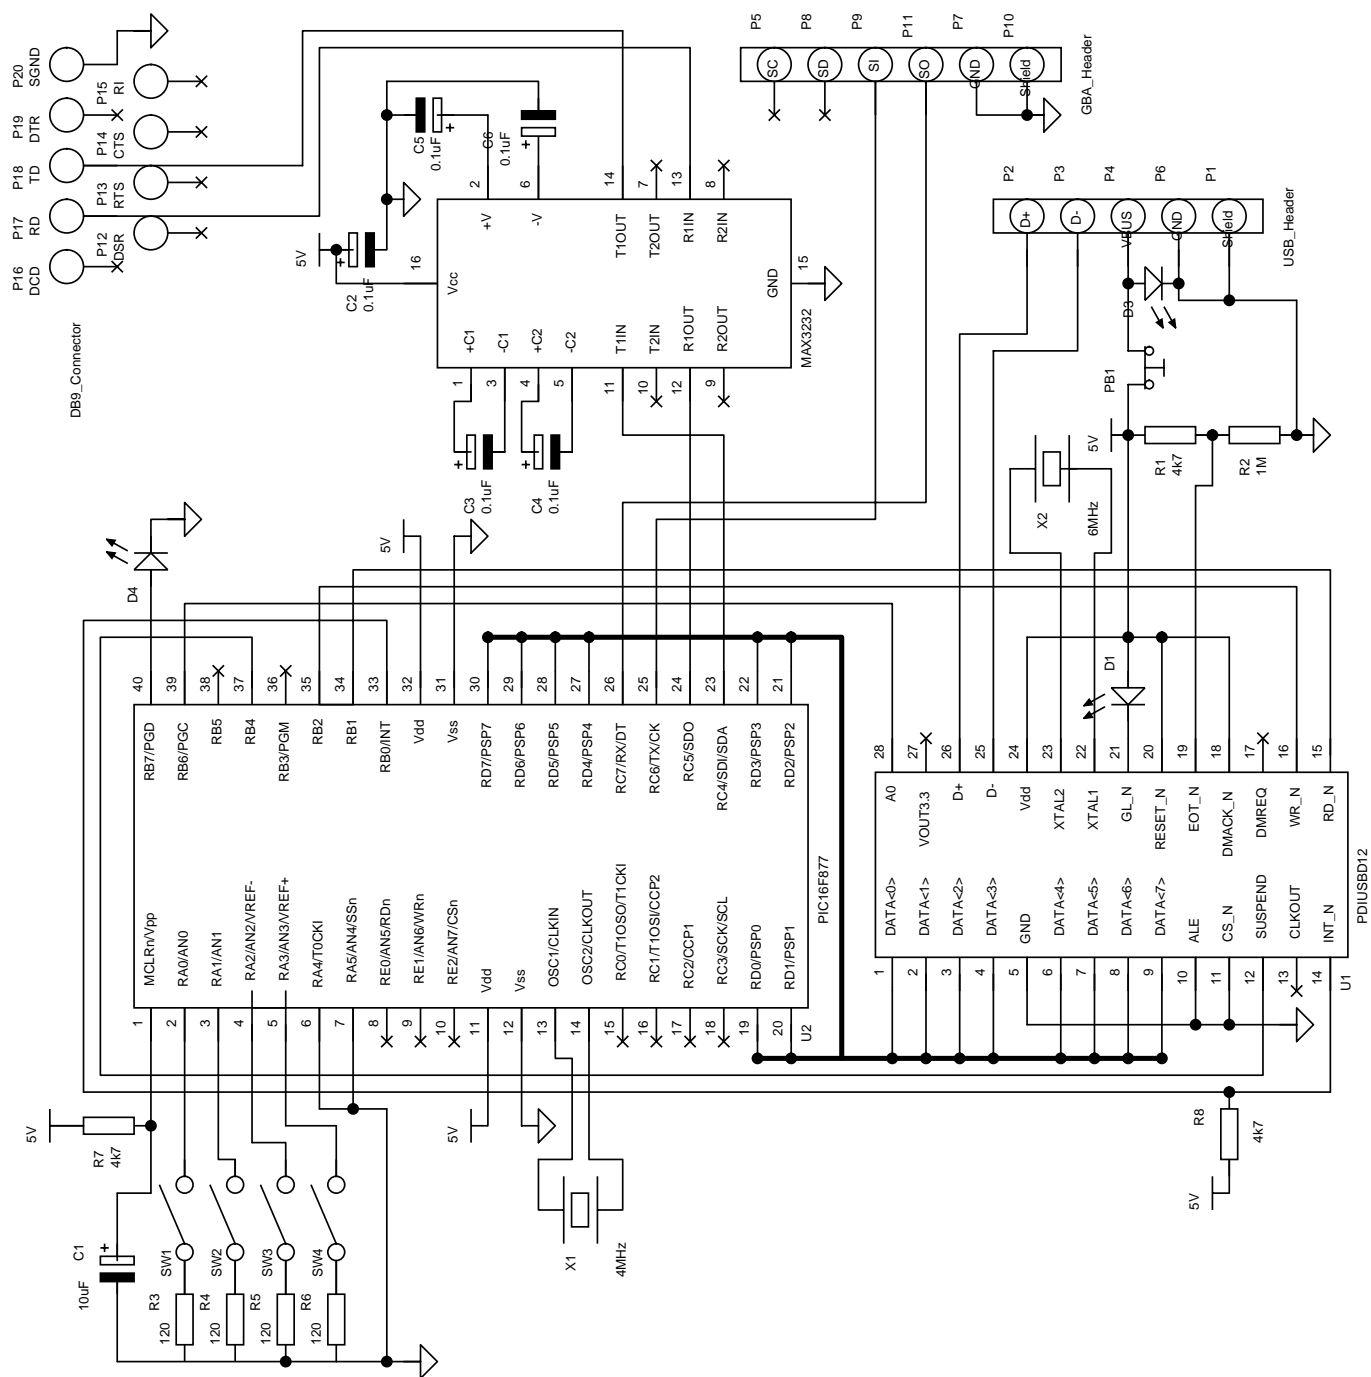 P20
SGND
P15
RI
P19
DTR
P14
CTS
P18
TD
P13
RTS
P17
RD
P12
DSR
P16
DCD
DB9_Connector
P5
P8
P9
P11
P7
P10
SC
SD
SI
SO
GND
Shield
GBA_Header
P2
P3
P4
P6
P1
D+
D-
VBUS
GND
Shield
USB_Header
C5
0.1uF
+
C6
0.1uF
+
5V
C2
0.1uF
+
16
2
6
14
7
13
8
Vcc
+V
-V
T1OUT
T2OUT
R1IN
R2IN
GND
15
+C1
-C1
+C2
-C2
T1IN
T2IN
R1OUT
R2OUT
MAX3232
1
3
4
5
11
10
12
9
C3
0.1uF
+
C4
0.1uF
+
D3
PB1
5V
R1
4k7
R2
1M
X2
6MHz
D4
5V
40
39
38
37
36
35
34
33
32
31
30
29
28
27
26
25
24
23
22
21
RB7/PGD
RB6/PGC
RB5
RB4
RB3/PGM
RB2
RB1
RB0/INT
Vdd
Vss
RD7/PSP7
RD6/PSP6
RD5/PSP5
RD4/PSP4
RC7/RX/DT
RC6/TX/CK
RC5/SDO
RC4/SDI/SDA
RD3/PSP3
RD2/PSP2
PIC16F877
MCLRn/Vpp
RA0/AN0
RA1/AN1
RA2/AN2/VREF-
RA3/AN3/VREF+
RA4/T0CKI
RA5/AN4/SSn
RE0/AN5/RDn
RE1/AN6/WRn
RE2/AN7/CSn
Vdd
Vss
OSC1/CLKIN
OSC2/CLKOUT
RC0/T1OSO/T1CKI
RC1/T1OSI/CCP2
RC2/CCP1
RC3/SCK/SCL
RD0/PSP0
RD1/PSP1
1
2
3
4
5
6
7
8
9
10
11
12
13
14
15
16
17
18
19
20
U2
D1
28
27
26
25
24
23
22
21
20
19
18
17
16
15
A0
VOUT3.3
D+
D-
Vdd
XTAL2
XTAL1
GL_N
RESET_N
EOT_N
DMACK_N
DMREQ
WR_N
RD_N
PDIUSBD12
DATA<0>
DATA<1>
DATA<2>
DATA<3>
GND
DATA<4>
DATA<5>
DATA<6>
DATA<7>
ALE
CS_N
SUSPEND
CLKOUT
INT_N
1
2
3
4
5
6
7
8
9
10
11
12
13
14
U1
5V
R7
4k7
C1
10uF
+
SW1
SW2
SW3
SW4
R3
120
R4
120
R5
120
R6
120
5V
X1
4MHz
R8
4k7
5V